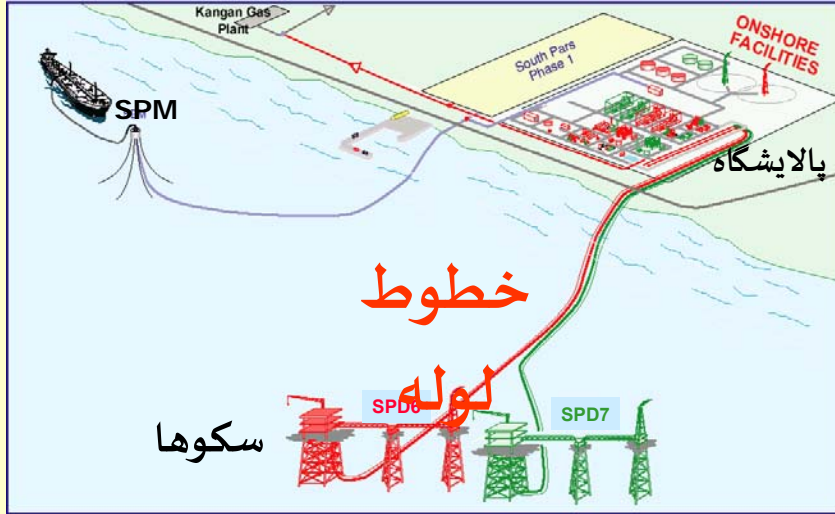 Kangan Gas
Plant
ONSHORE
FACILITIES
South Pars
Phase 1
SPM
پالایشگاه
خطوط
لوله
SPD6
SPD7
سکوها